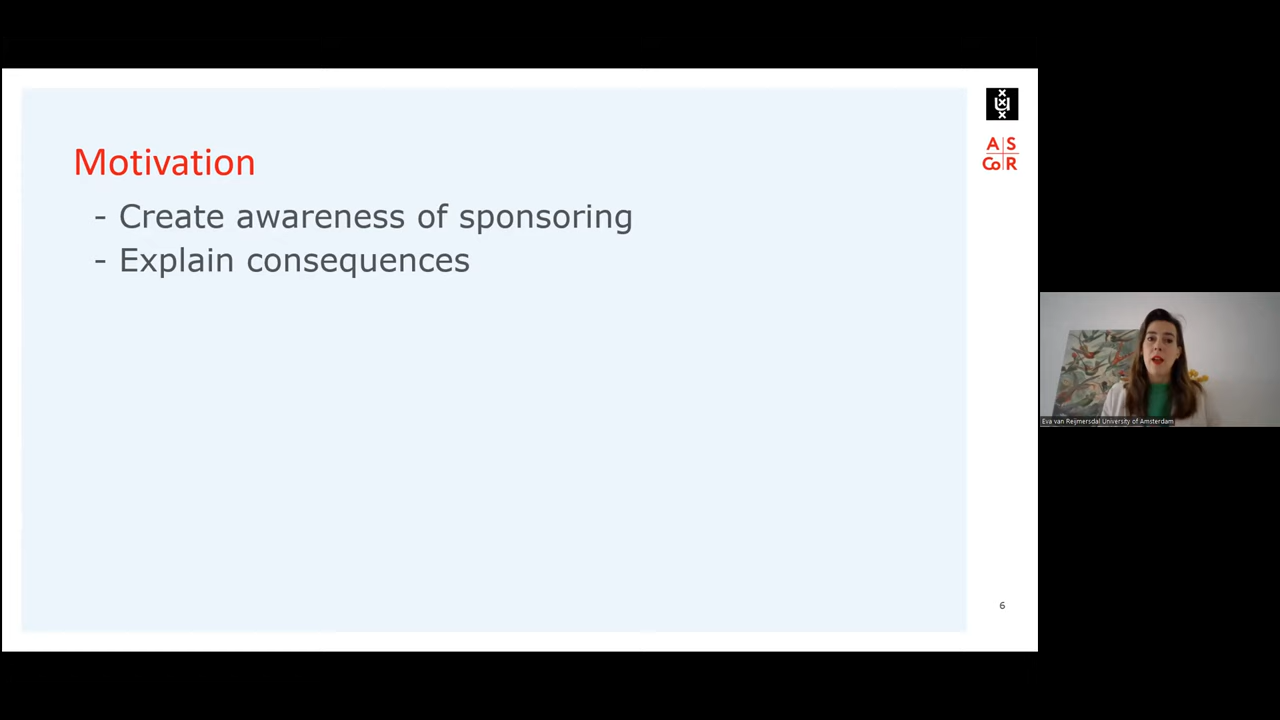 Motivation
- Create awareness of sponsoring
- Explain consequences
A S
Co R
6
Eva van Reijmersdal University of Amsterdam